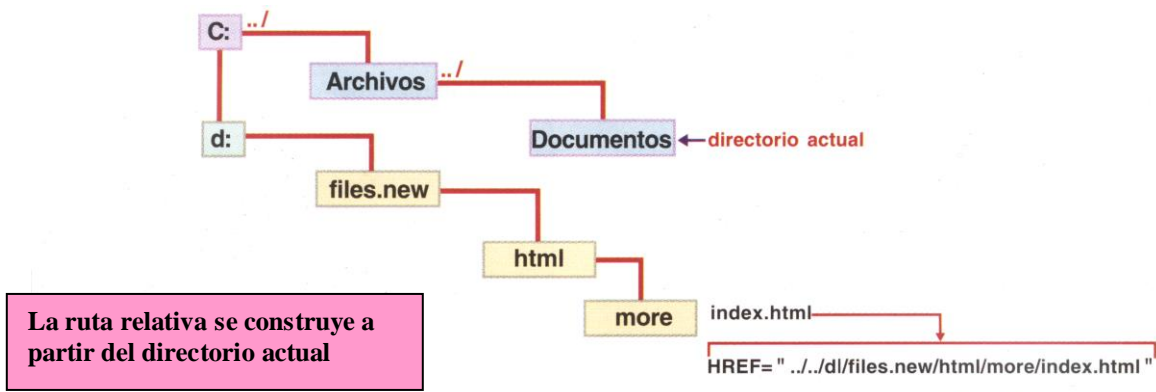 C: ../
Archivos ../
d:
Documentos directorio actual
files.new
html
more
index.html
HREF= " ../../d|/files.new/html/more/index.html "
La ruta relativa se construye a
partir del directorio actual